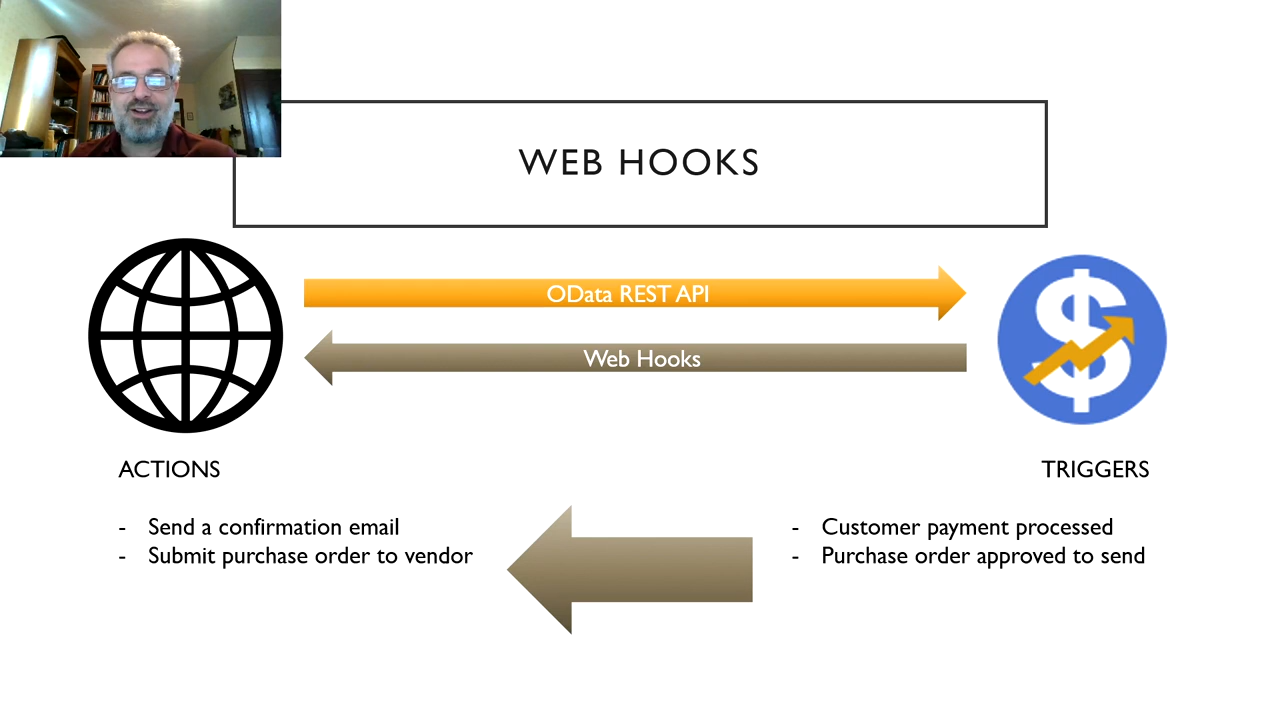 WEB HOOKS
OData REST API
Web Hooks
ACTIONS
- Send a confirmation email
- Submit purchase order to vendor
TRIGGERS
- Customer payment processed
- Purchase order approved to send